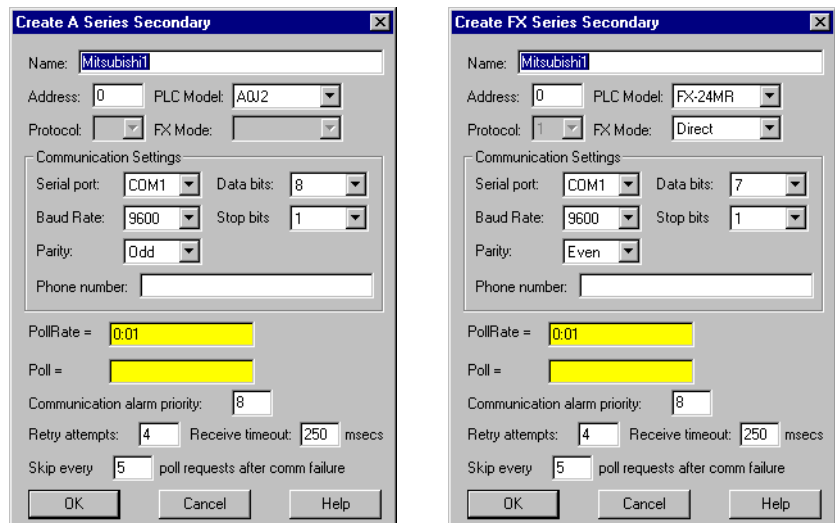 Create A Series Secondary
Name: Mitsubishi1
Address: 0 PLC Model: A0J2
Protocol: FX Mode:
Communication Settings
Serial port: COM1 Data bits: 8
Baud Rate: 9600 Stop bits 1
Parity: Odd
Phone number:
PollRate = 0:01
Poll =
Communication alarm priority: 8
Retry attempts: 4 Receive timeout: 250 msecs
Skip every 5 poll requests after comm failure
OK Cancel Help
Create FX Series Secondary
Name: Mitsubishi1
Address: 0 PLC Model: FX-24MR
Protocol: 1 FX Mode: Direct
Communication Settings
Serial port: COM1 Data bits: 7
Baud Rate: 9600 Stop bits 1
Parity: Even
Phone number:
PollRate = 0:01
Poll =
Communication alarm priority: 8
Retry attempts: 4 Receive timeout: 250 msecs
Skip every 5 poll requests after comm failure
OK Cancel Help